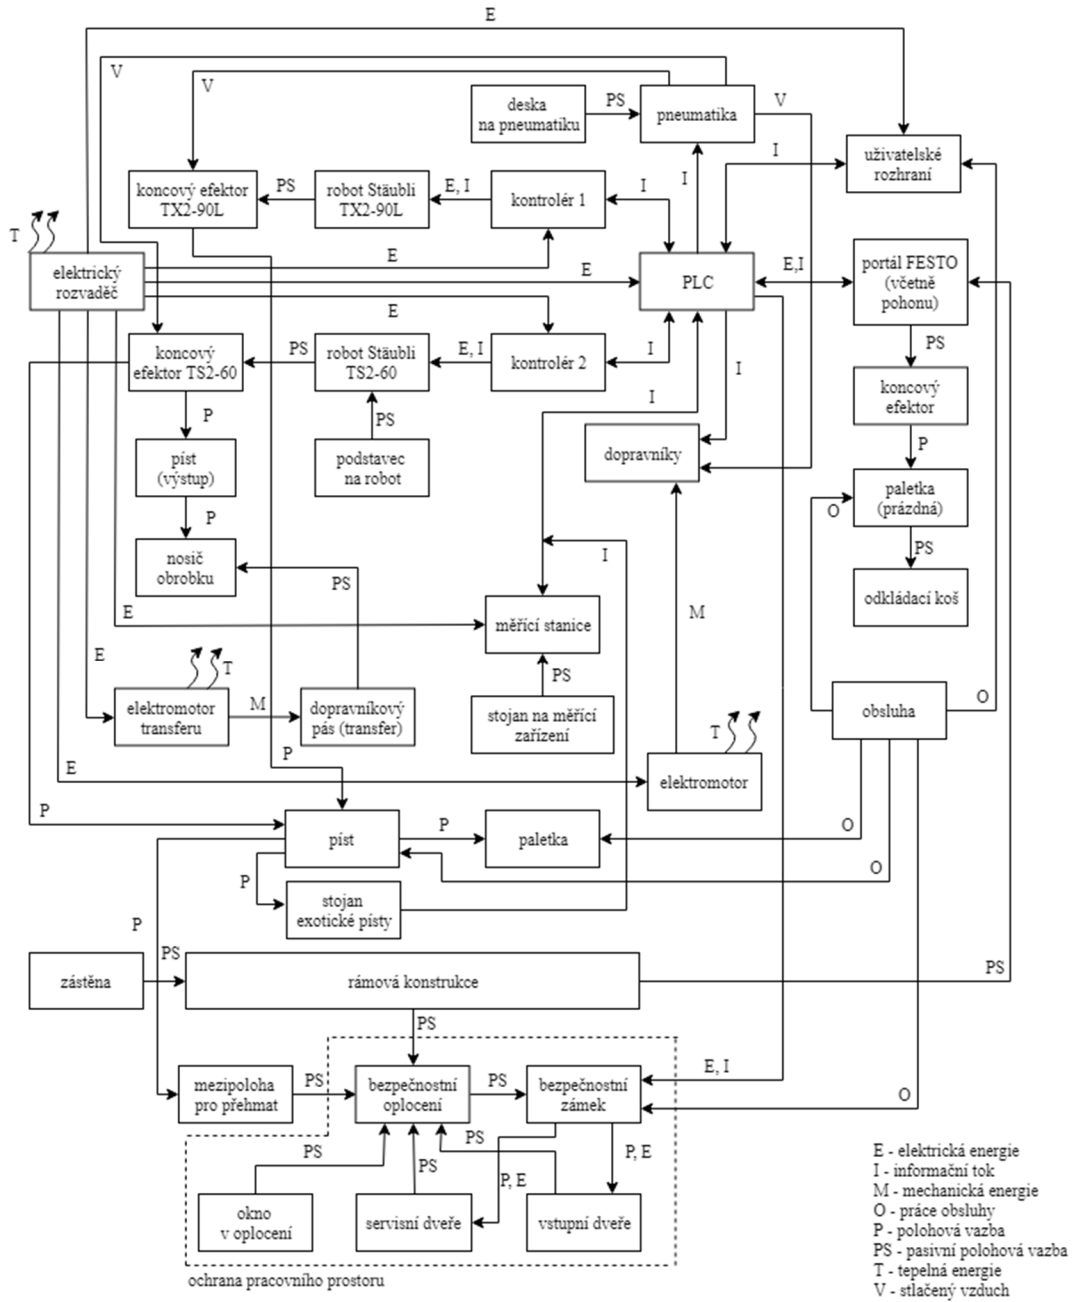 E
V
V
deska
na pneumatiku
PS
pneumatika
V
I
I
uživatelské
rozhraní
koncový efektor
TX2-90L
PS
robot Stäubli
TX2-90L
E, I
kontrolér 1
I
T
elektrický
rozvaděč
E
E
E
PLC
E,I
portál FESTO
(včetně
pohonu)
PS
koncový
efektor TS2-60
PS
robot Stäubli
TS2-60
E, I
kontrolér 2
I
I
I
koncový
efektor
P
PS
P
píst
(výstup)
podstavec
na robot
dopravníky
paletka
(prázdná)
O
P
PS
nosič
obrobku
PS
I
odkládací koš
E
měřící stanice
M
E
T
PS
elektromotor
transferu
M
dopravníkový
pás (transfer)
stojan na měřící
zařízení
obsluha
O
T
P
E
elektromotor
P
píst
P
paletka
O
O
P
stojan
exotické písty
P
PS
zástěna
rámová konstrukce
PS
PS
mezipoloha
pro přehmat
PS
bezpečnostní
oplocení
PS
bezpečnostní
zámek
E, I
O
PS
PS
PS
P, E
P, E
okno
v oplocení
servisní dveře
vstupní dveře
ochrana pracovního prostoru
E - elektrická energie
I - informační tok
M - mechanická energie
O - práce obsluhy
P - polohová vazba
PS - pasivní polohová vazba
T - tepelná energie
V - stlačený vzduch